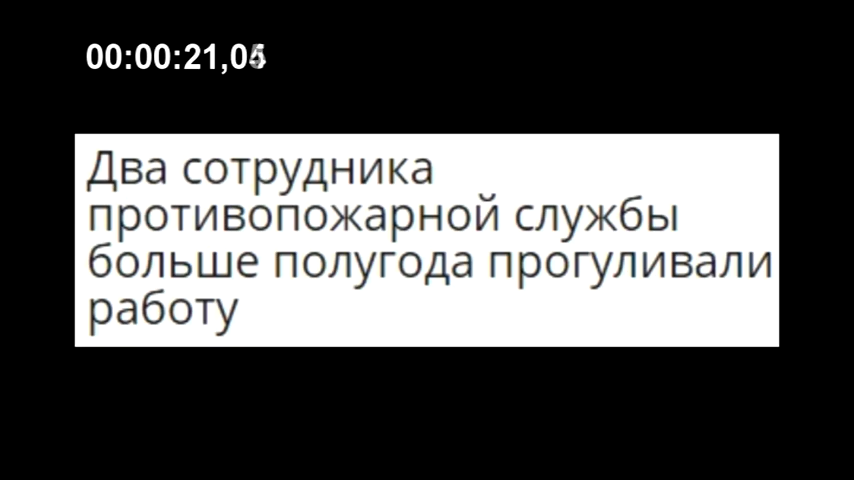 00:00:21,0
Два сотрудника
противопожарной службы
больше полугода прогуливали
работу